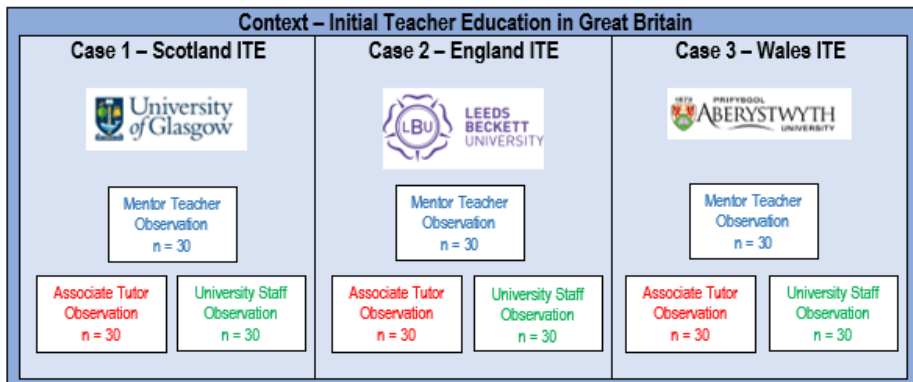 Context – Initial Teacher Education in Great Britain
Case 1 – Scotland ITE
University
of Glasgow
Mentor Teacher
Observation
n = 30
Associate Tutor
Observation
n = 30
University Staff
Observation
n = 30
Case 2 – England ITE
LBU
LEEDS
BECKETT
UNIVERSITY
Mentor Teacher
Observation
n = 30
Associate Tutor
Observation
n = 30
University Staff
Observation
n = 30
Case 3 – Wales ITE
1872
PRIFYSGOL
ABERYSTWYTH
UNIVERSITY
Mentor Teacher
Observation
n = 30
Associate Tutor
Observation
n = 30
University Staff
Observation
n = 30